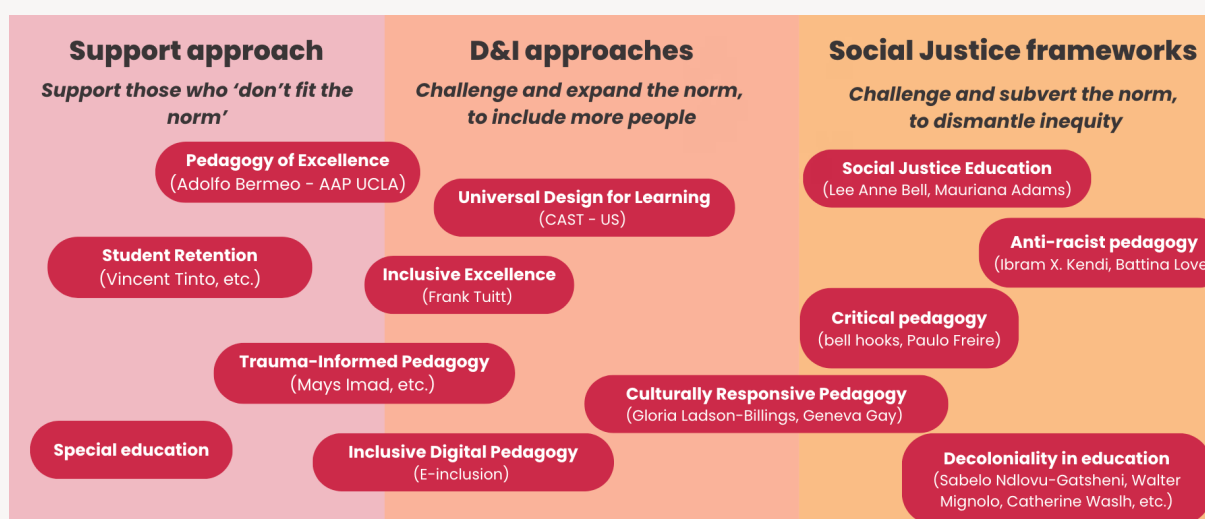 Support approach
Support those who ‘don’t fit the
norm’
Pedagogy of Excellence
(Adolfo Bermeo - AAP UCLA)
Student Retention
(Vincent Tinto, etc.)
Trauma-Informed Pedagogy
(Mays Imad, etc.)
Special education
D&I approaches
Challenge and expand the norm,
to include more people
Universal Design for Learning
(CAST - US)
Inclusive Excellence
(Frank Tuitt)
Culturally Responsive Pedagogy
(Gloria Ladson-Billings, Geneva Gay)
Inclusive Digital Pedagogy
(E-inclusion)
Social Justice frameworks
Challenge and subvert the norm,
to dismantle inequity
Social Justice Education
(Lee Anne Bell, Mauriana Adams)
Anti-racist pedagogy
(Ibram X. Kendi, Battina Love
Critical pedagogy
(bell hooks, Paulo Freire)
Decoloniality in education
(Sabelo Ndlovu-Gatsheni, Walter
Mignolo, Catherine Waslh, etc.)